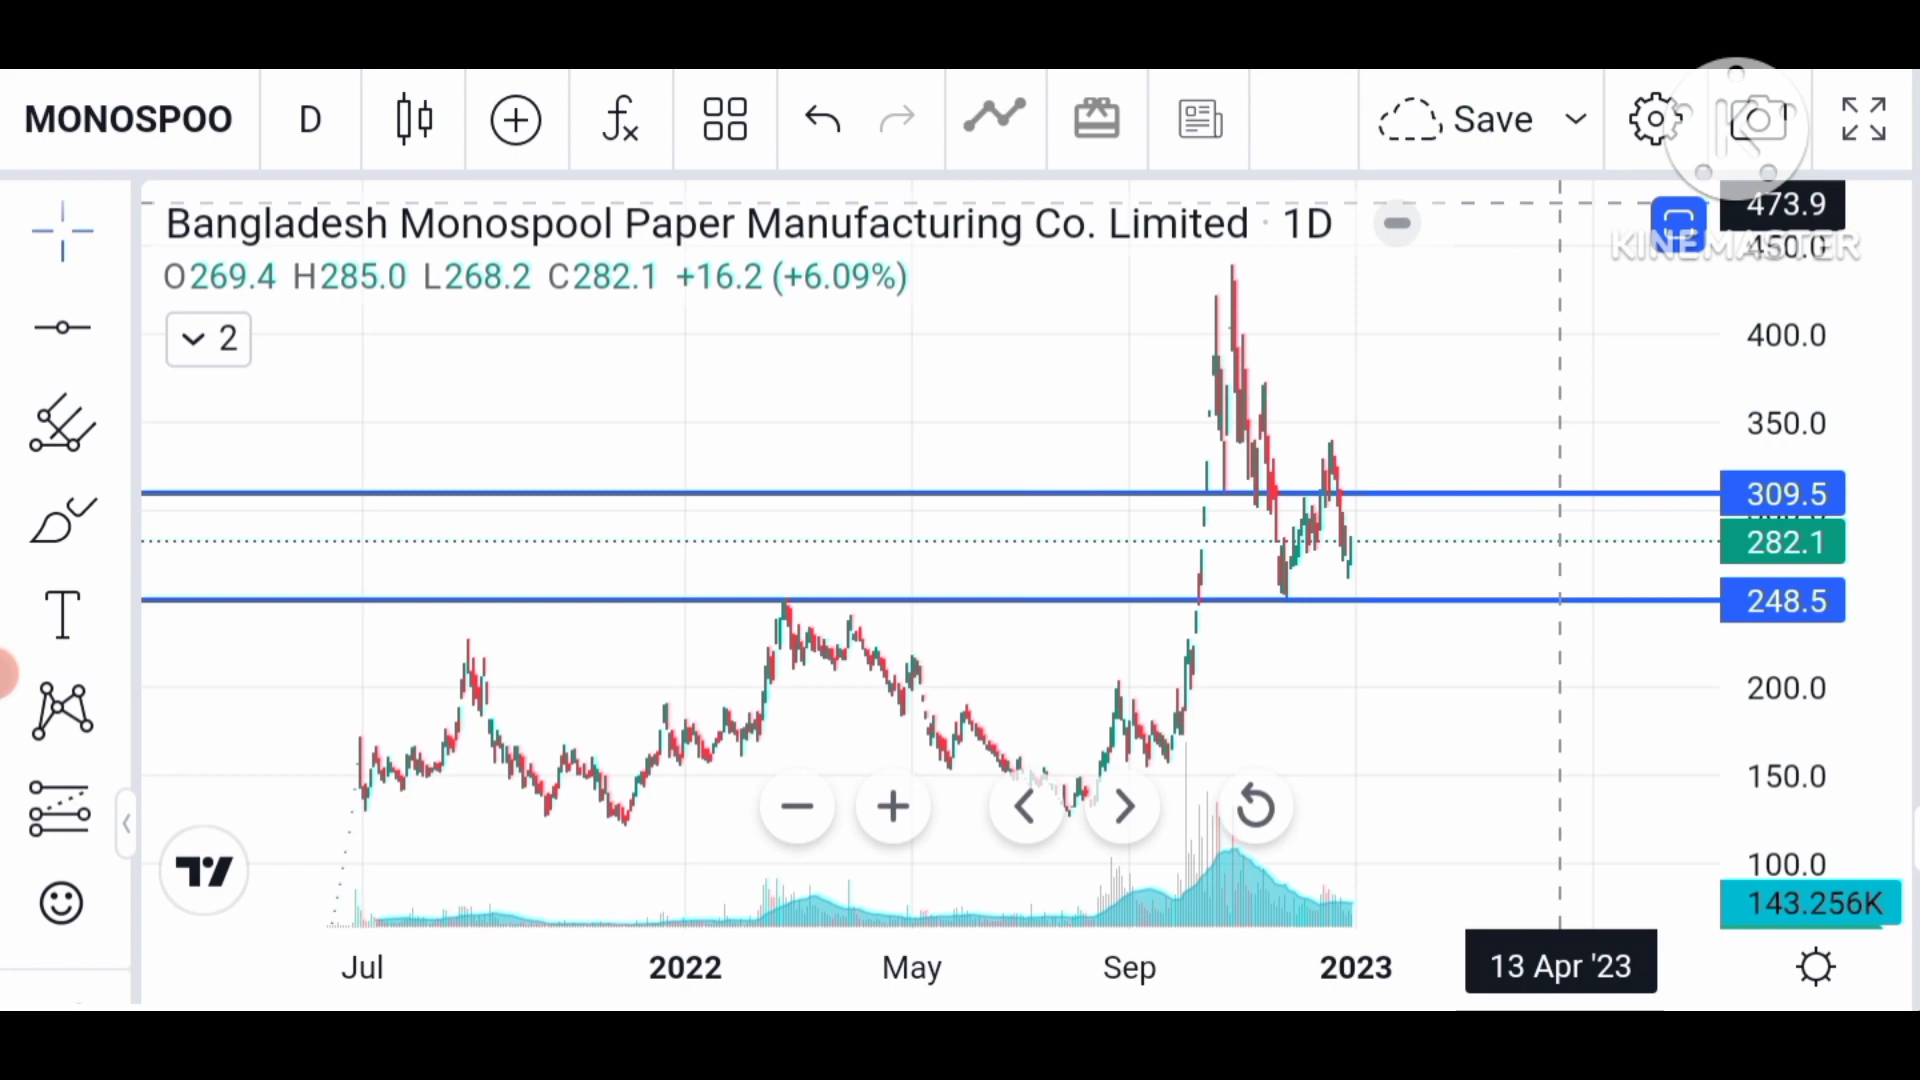 MONOSPOO D Save
Bangladesh Monospool Paper Manufacturing Co. Limited · 1D
O269.4 H285.0 L268.2 C282.1 +16.2 (+6.09%)
2
473.9
KINEMASTER
450.0
400.0
350.0
309.5
282.1
248.5
200.0
150.0
100.0
143.256K
Jul 2022 May Sep 2023 13 Apr '23